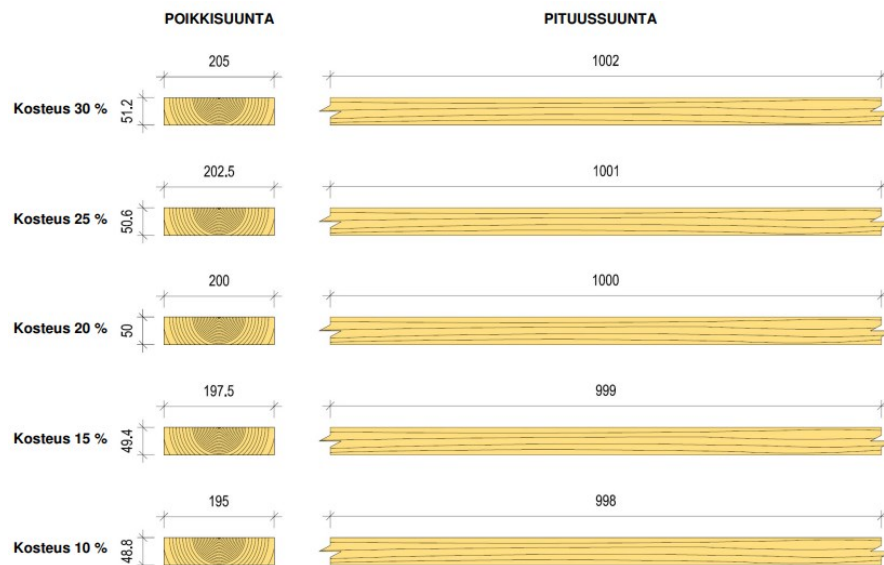 POIKKISUUNTA PITUUSSUUNTA
205 1002
Kosteus 30 % 51.2
202.5 1001
Kosteus 25 % 50.6
200 1000
Kosteus 20 % 50
197.5 999
Kosteus 15 % 49.4
195 998
Kosteus 10 % 48.8